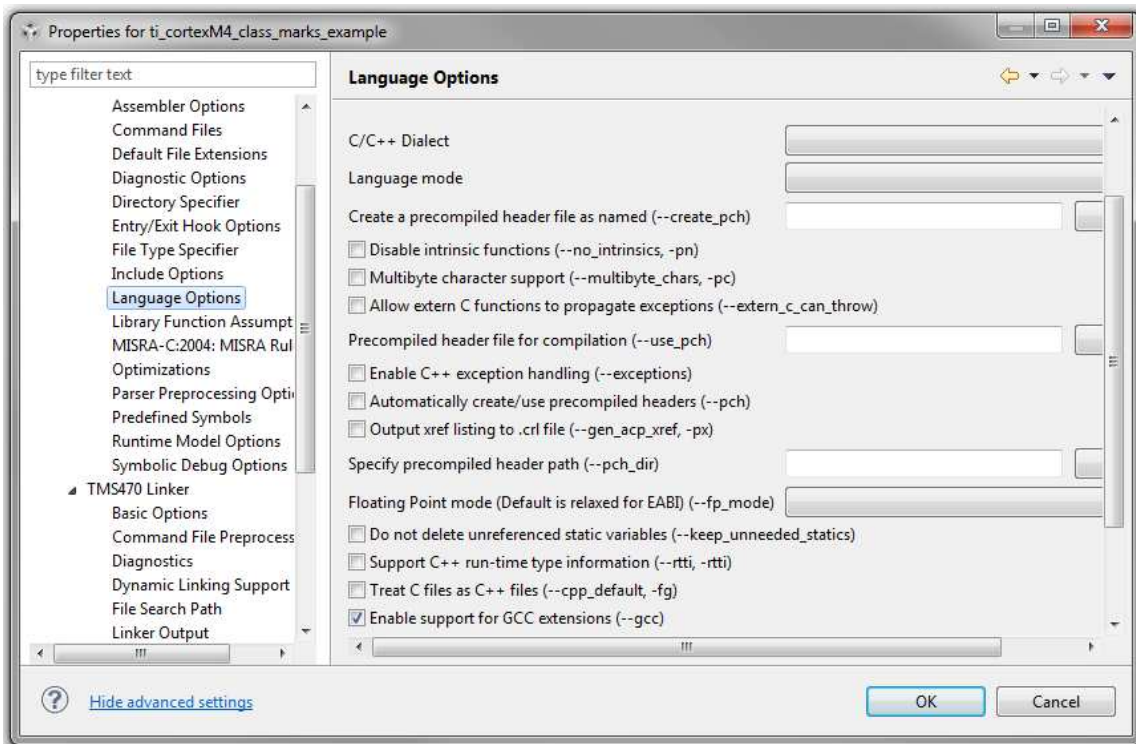 Properties for ti_cortexM4_class_marks_example
type filter text
Assembler Options
Command Files
Default File Extensions
Diagnostic Options
Directory Specifier
Entry/Exit Hook Options
File Type Specifier
Include Options
Language Options
Library Function Assumpt
MISRA-C:2004: MISRA Rul
Optimizations
Parser Preprocessing Opti
Predefined Symbols
Runtime Model Options
Symbolic Debug Options
TMS470 Linker
Basic Options
Command File Preprocess
Diagnostics
Dynamic Linking Support
File Search Path
Linker Output
Language Options
C/C++ Dialect
Language mode
Create a precompiled header file as named (--create_pch)
Disable intrinsic functions (--no_intrinsics, -pn)
Multibyte character support (--multibyte_chars, -pc)
Allow extern C functions to propagate exceptions (--extern_c_can_throw)
Precompiled header file for compilation (--use_pch)
Enable C++ exception handling (--exceptions)
Automatically create/use precompiled headers (--pch)
Output xref listing to .crl file (--gen_acp_xref, -px)
Specify precompiled header path (--pch_dir)
Floating Point mode (Default is relaxed for EABI) (--fp_mode)
Do not delete unreferenced static variables (--keep_unneeded_statics)
Support C++ run-time type information (--rtti, -rtti)
Treat C files as C++ files (--cpp_default, -fg)
Enable support for GCC extensions (--gcc)
Hide advanced settings
OK
Cancel